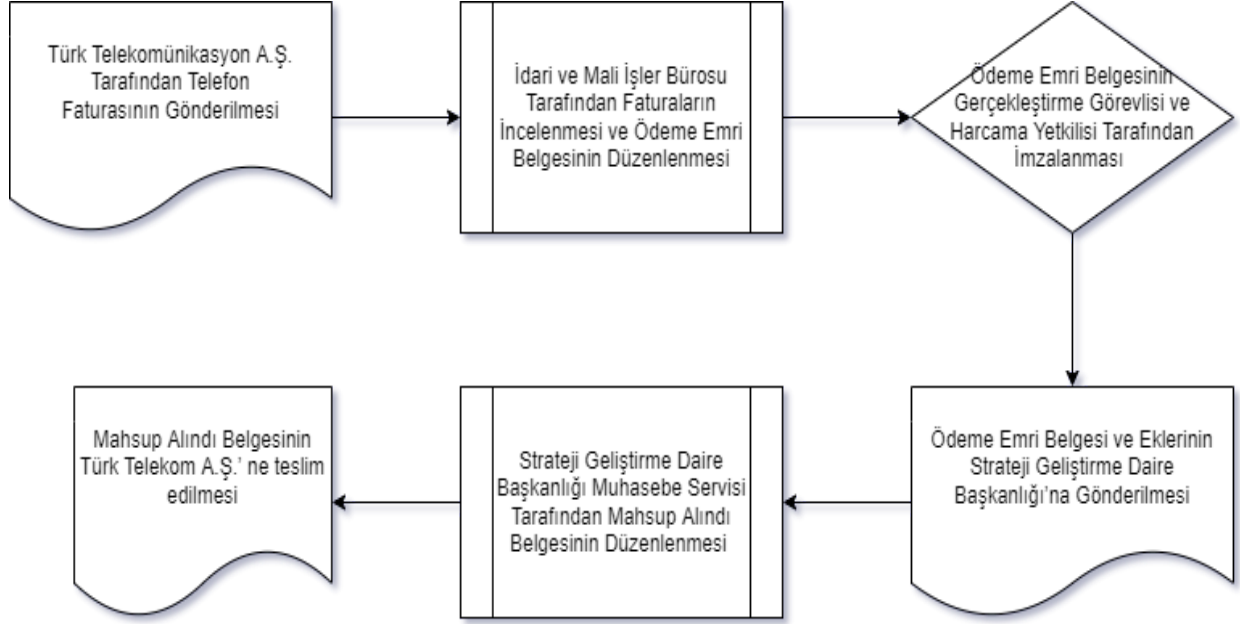 Türk Telekomünikasyon A.Ş.
Tarafından Telefon
Faturasının Gönderilmesi
İdari ve Mali İşler Bürosu
Tarafından Faturaların
İncelenmesi ve Ödeme Emri
Belgesinin Düzenlenmesi
Ödeme Emri Belgesinin
Gerçekleştirme Görevlisi ve
Harcama Yetkilisi Tarafından
İmzalanması
Ödeme Emri Belgesi ve Eklerinin
Strateji Geliştirme Daire
Başkanlığı’na Gönderilmesi
Strateji Geliştirme Daire
Başkanlığı Muhasebe Servisi
Tarafından Mahsup Alındı
Belgesinin Düzenlenmesi
Mahsup Alındı Belgesinin
Türk Telekom A.Ş.’ ne teslim
edilmesi